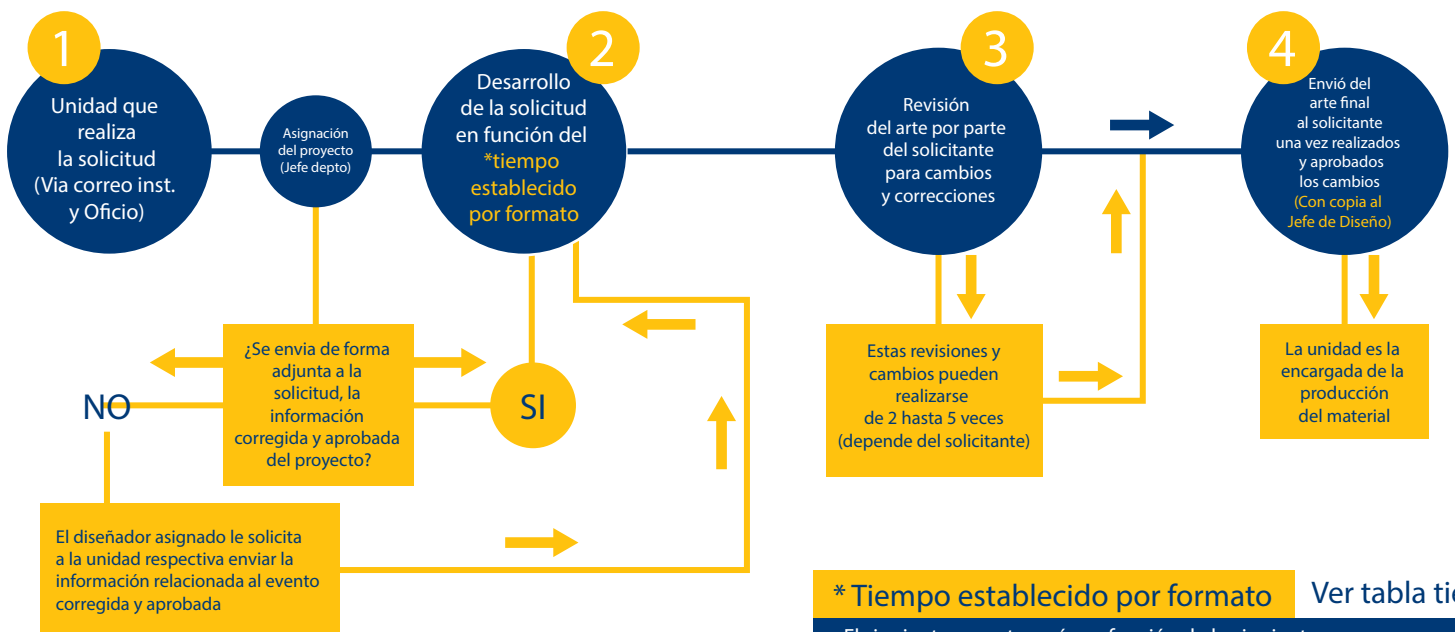 1
Unidad que
realiza
la solicitud
(Via correo inst.
y Oficio)
Asignación
del proyecto
(Jefe depto)
2
Desarrollo
de la solicitud
en función del
*tiempo
establecido
por formato
3
Revisión
del arte por parte
del solicitante
para cambios
y correcciones
4
Envió del
arte final
al solicitante
una vez realizados
y aprobados
los cambios
(Con copia al
Jefe de Diseño)
¿Se envia de forma
adjunta a la
solicitud, la
información
corregida y aprobada
del proyecto?
NO
SI
El diseñador asignado le solicita
a la unidad respectiva enviar la
información relacionada al evento
corregida y aprobada
Estas revisiones y
cambios pueden
realizarse
de 2 hasta 5 veces
(depende del solicitante)
La unidad es la
encargada de la
producción
del material
* Tiempo establecido por formato
Ver tabla